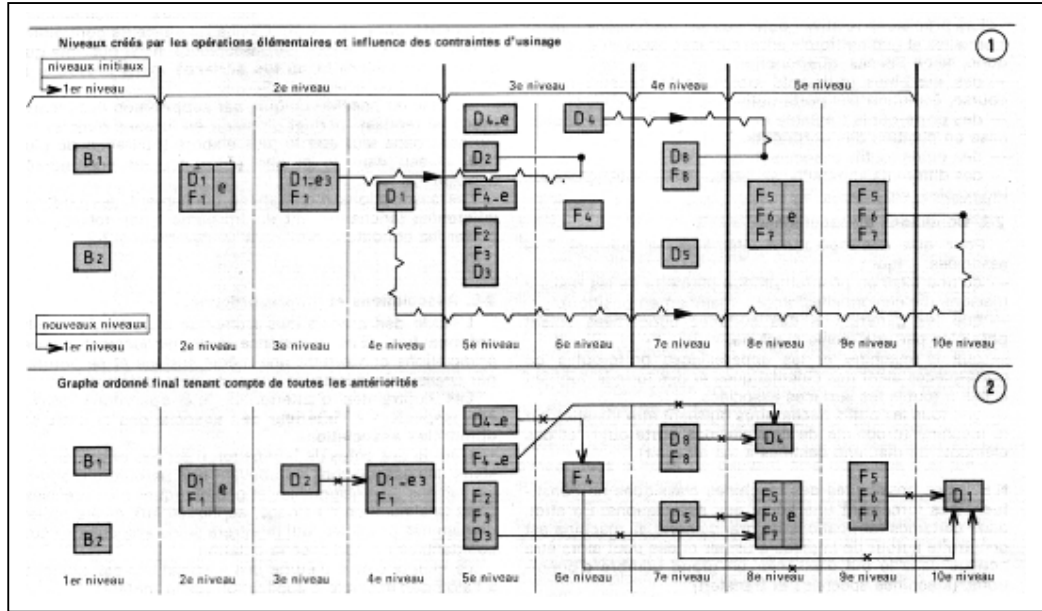 Niveaux créés par les opérations élémentaires et influence des contraintes d'usinage
1
niveaux initiaux
1er niveau
2e niveau
3e niveau
4e niveau
5e niveau
B1
B2
D1
F1
e
D1-e3
F1
D1
D4-e
D2
F4-e
F2
F3
D3
D4
F4
D8
F8
D5
F5
F6
F7
e
F5
F6
F7
nouveaux niveaux
1er niveau
2e niveau
3e niveau
4e niveau
5e niveau
6e niveau
7e niveau
8e niveau
9e niveau
10e niveau
Graphe ordonné final tenant compte de toutes les antériorités
2
B1
B2
D1
F1
e
D2
D1-e3
F1
D4-e
F4-e
F2
F3
D3
F4
D8
F8
D5
D4
F5
F6
F7
e
F5
F6
F7
D1
1er niveau
2e niveau
3e niveau
4e niveau
5e niveau
6e niveau
7e niveau
8e niveau
9e niveau
10e niveau